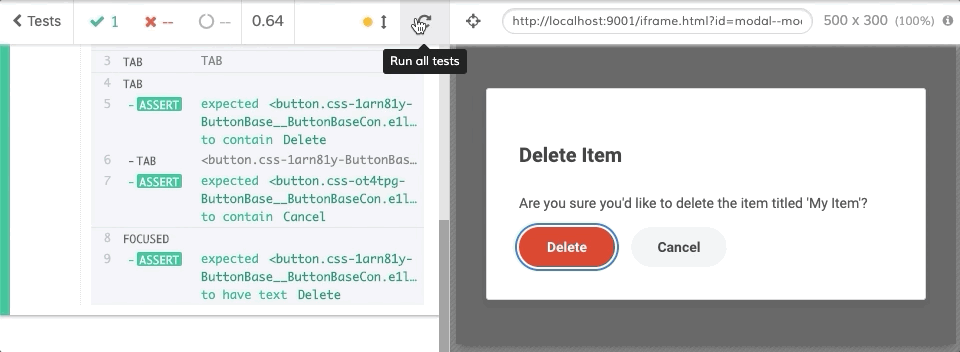 Tests
1
--
--
0.64
http://localhost:9001/iframe.html?id=modal--mo
500 x 300 (100%)
Run all tests
3 TAB TAB
4 TAB
5 -ASSERT expected <button.css-1arn81y-
ButtonBase__ButtonBaseCon.e1l…
to contain Delete
6 -TAB <button.css-1arn81y-ButtonBas…
7 -ASSERT expected <button.css-ot4tpg-
ButtonBase__ButtonBaseCon.e1l…
to contain Cancel
8 FOCUSED
9 -ASSERT expected <button.css-1arn81y-
ButtonBase__ButtonBaseCon.e1l…
to have text Delete
Delete Item
Are you sure you'd like to delete the item titled 'My Item'?
Delete
Cancel